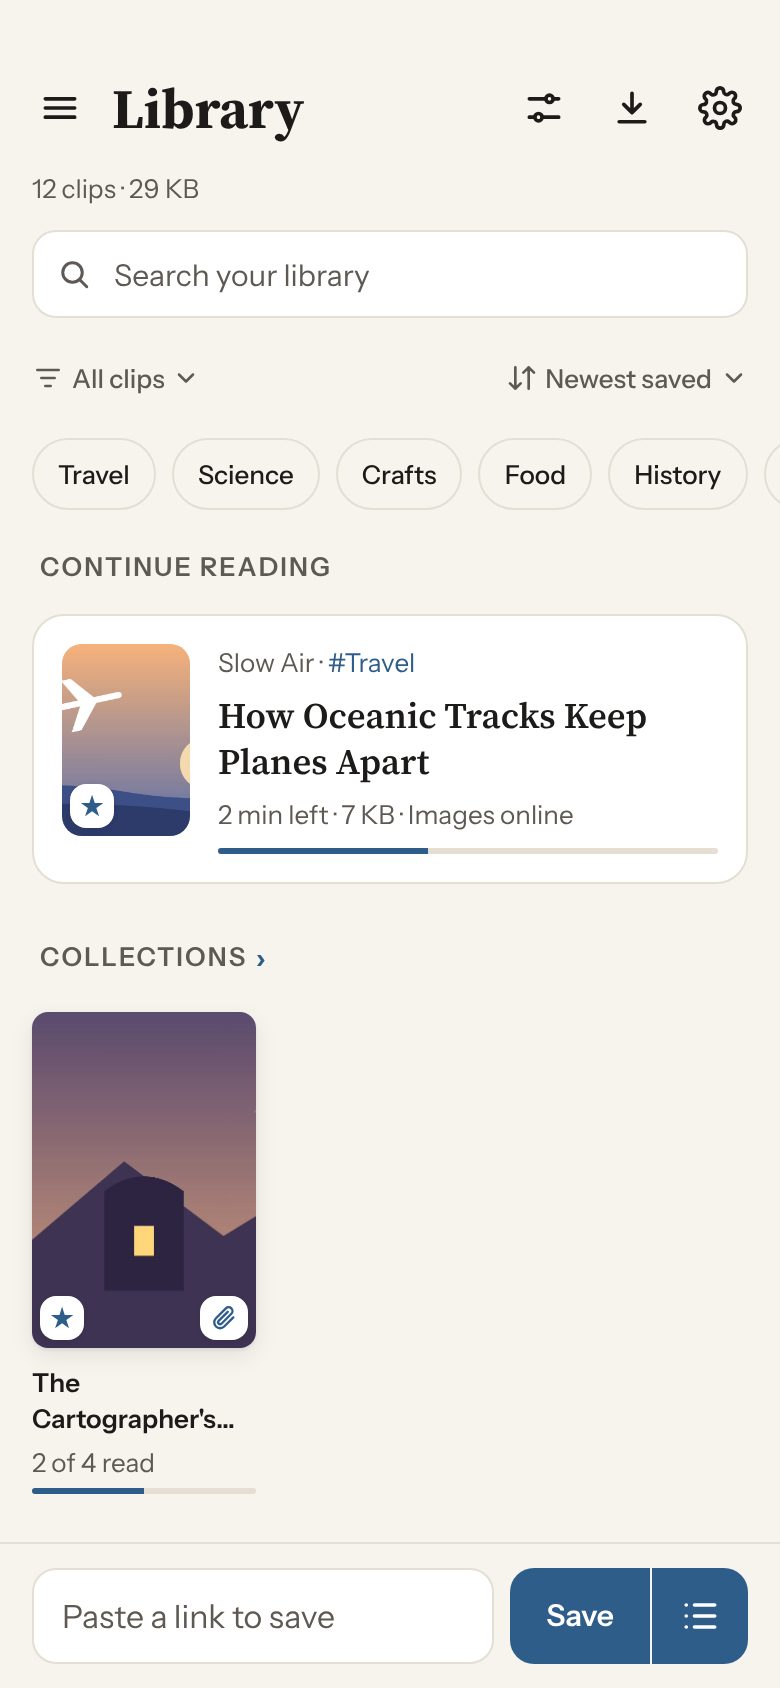 Library
12 clips · 29 KB
Search your library
All clips
Newest saved
Travel
Science
Crafts
Food
History
CONTINUE READING
Slow Air · #Travel
How Oceanic Tracks Keep
Planes Apart
2 min left · 7 KB · Images online
COLLECTIONS ›
The
Cartographer's...
2 of 4 read
Paste a link to save
Save